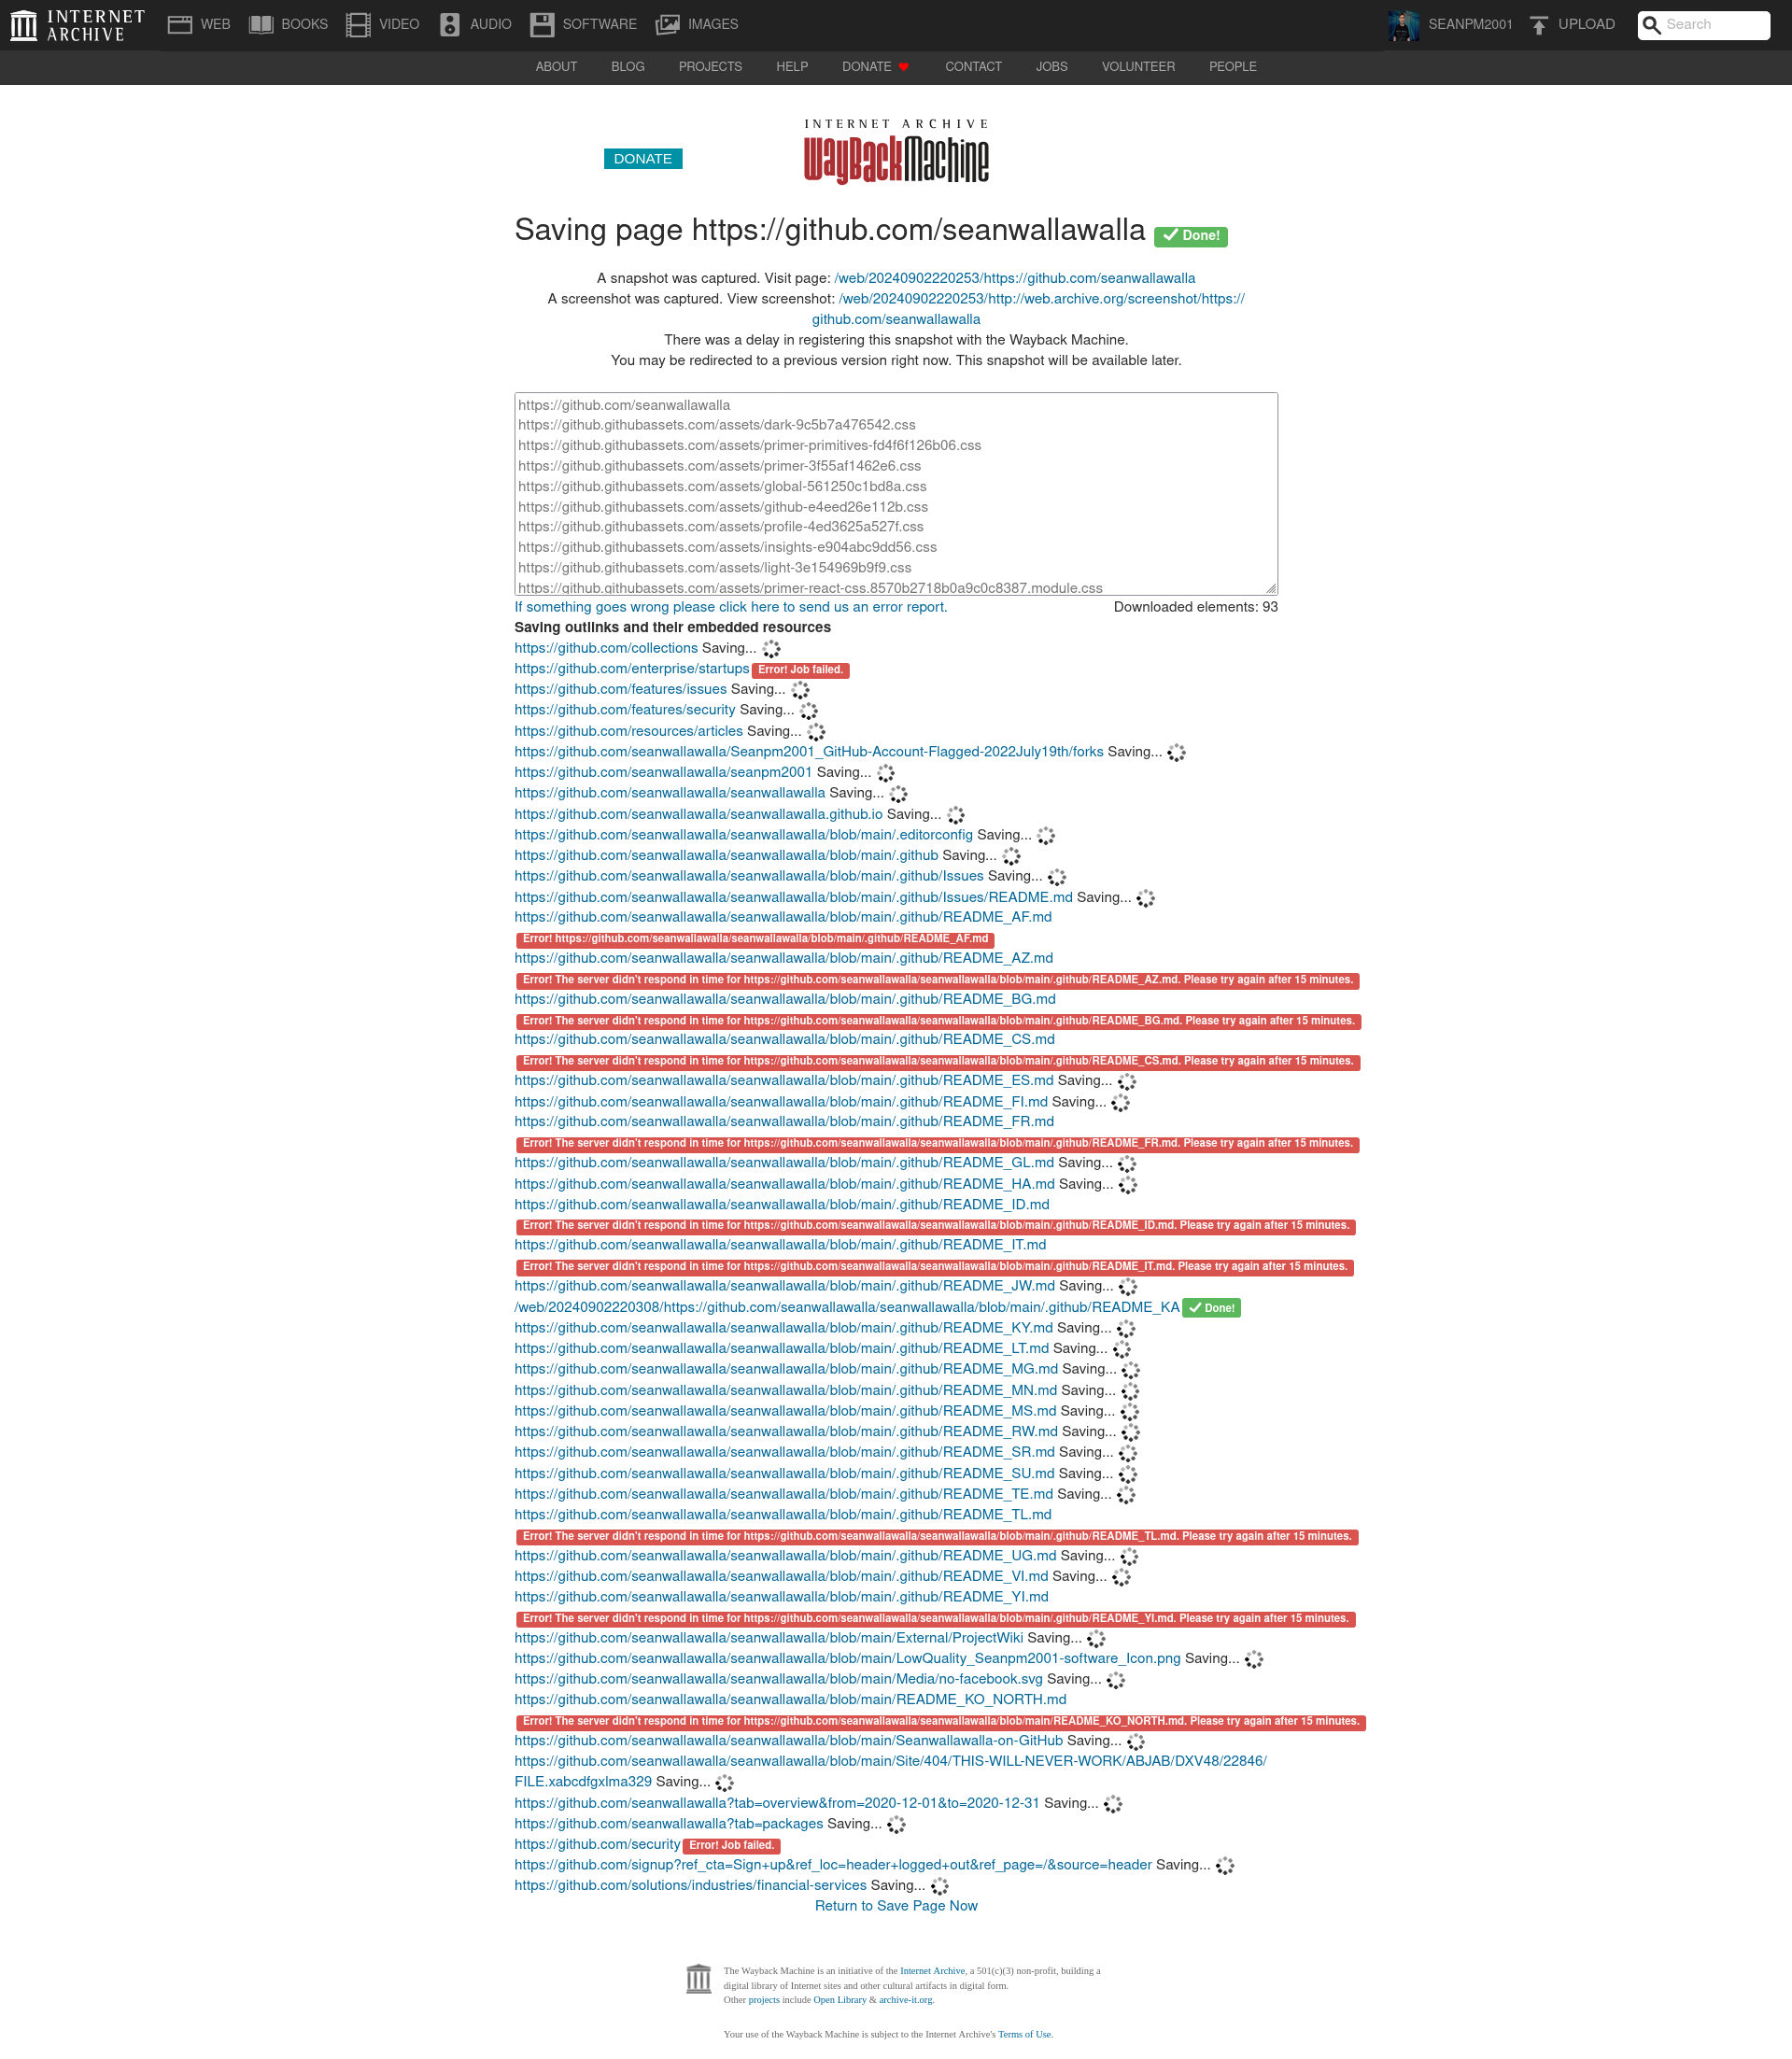 INTERNET ARCHIVE
WEB BOOKS VIDEO AUDIO SOFTWARE IMAGES SEANPM2001 UPLOAD Search
ABOUT BLOG PROJECTS HELP DONATE CONTACT JOBS VOLUNTEER PEOPLE
DONATE
INTERNET ARCHIVE
WayBackMachine
Saving page https://github.com/seanwallawalla Done!
A snapshot was captured. Visit page: /web/20240902220253/https://github.com/seanwallawalla
A screenshot was captured. View screenshot: /web/20240902220253/http://web.archive.org/screenshot/https://
github.com/seanwallawalla
There was a delay in registering this snapshot with the Wayback Machine.
You may be redirected to a previous version right now. This snapshot will be available later.
https://github.com/seanwallawalla
https://github.githubassets.com/assets/dark-9c5b7a476542.css
https://github.githubassets.com/assets/primer-primitives-fd4f6f126b06.css
https://github.githubassets.com/assets/primer-3f55af1462e6.css
https://github.githubassets.com/assets/global-561250c1bd8a.css
https://github.githubassets.com/assets/github-e4eed26e112b.css
https://github.githubassets.com/assets/profile-4ed3625a527f.css
https://github.githubassets.com/assets/insights-e904abc9dd56.css
https://github.githubassets.com/assets/light-3e154969b9f9.css
https://github.githubassets.com/assets/primer-react-css.8570b2718b0a9c0c8387.module.css
If something goes wrong please click here to send us an error report. Downloaded elements: 93
Saving outlinks and their embedded resources
https://github.com/collections Saving...
https://github.com/enterprise/startups Error! Job failed.
https://github.com/features/issues Saving...
https://github.com/features/security Saving...
https://github.com/resources/articles Saving...
https://github.com/seanwallawalla/Seanpm2001_GitHub-Account-Flagged-2022July19th/forks Saving...
https://github.com/seanwallawalla/seanpm2001 Saving...
https://github.com/seanwallawalla/seanwallawalla Saving...
https://github.com/seanwallawalla/seanwallawalla.github.io Saving...
https://github.com/seanwallawalla/seanwallawalla/blob/main/.editorconfig Saving...
https://github.com/seanwallawalla/seanwallawalla/blob/main/.github Saving...
https://github.com/seanwallawalla/seanwallawalla/blob/main/.github/Issues Saving...
https://github.com/seanwallawalla/seanwallawalla/blob/main/.github/Issues/README.md Saving...
https://github.com/seanwallawalla/seanwallawalla/blob/main/.github/README_AF.md
Error! https://github.com/seanwallawalla/seanwallawalla/blob/main/.github/README_AF.md
https://github.com/seanwallawalla/seanwallawalla/blob/main/.github/README_AZ.md
Error! The server didn't respond in time for https://github.com/seanwallawalla/seanwallawalla/blob/main/.github/README_AZ.md. Please try again after 15 minutes.
https://github.com/seanwallawalla/seanwallawalla/blob/main/.github/README_BG.md
Error! The server didn't respond in time for https://github.com/seanwallawalla/seanwallawalla/blob/main/.github/README_BG.md. Please try again after 15 minutes.
https://github.com/seanwallawalla/seanwallawalla/blob/main/.github/README_CS.md
Error! The server didn't respond in time for https://github.com/seanwallawalla/seanwallawalla/blob/main/.github/README_CS.md. Please try again after 15 minutes.
https://github.com/seanwallawalla/seanwallawalla/blob/main/.github/README_ES.md Saving...
https://github.com/seanwallawalla/seanwallawalla/blob/main/.github/README_FI.md Saving...
https://github.com/seanwallawalla/seanwallawalla/blob/main/.github/README_FR.md
Error! The server didn't respond in time for https://github.com/seanwallawalla/seanwallawalla/blob/main/.github/README_FR.md. Please try again after 15 minutes.
https://github.com/seanwallawalla/seanwallawalla/blob/main/.github/README_GL.md Saving...
https://github.com/seanwallawalla/seanwallawalla/blob/main/.github/README_HA.md Saving...
https://github.com/seanwallawalla/seanwallawalla/blob/main/.github/README_ID.md
Error! The server didn't respond in time for https://github.com/seanwallawalla/seanwallawalla/blob/main/.github/README_ID.md. Please try again after 15 minutes.
https://github.com/seanwallawalla/seanwallawalla/blob/main/.github/README_IT.md
Error! The server didn't respond in time for https://github.com/seanwallawalla/seanwallawalla/blob/main/.github/README_IT.md. Please try again after 15 minutes.
https://github.com/seanwallawalla/seanwallawalla/blob/main/.github/README_JW.md Saving...
/web/20240902220308/https://github.com/seanwallawalla/seanwallawalla/blob/main/.github/README_KA Done!
https://github.com/seanwallawalla/seanwallawalla/blob/main/.github/README_KY.md Saving...
https://github.com/seanwallawalla/seanwallawalla/blob/main/.github/README_LT.md Saving...
https://github.com/seanwallawalla/seanwallawalla/blob/main/.github/README_MG.md Saving...
https://github.com/seanwallawalla/seanwallawalla/blob/main/.github/README_MN.md Saving...
https://github.com/seanwallawalla/seanwallawalla/blob/main/.github/README_MS.md Saving...
https://github.com/seanwallawalla/seanwallawalla/blob/main/.github/README_RW.md Saving...
https://github.com/seanwallawalla/seanwallawalla/blob/main/.github/README_SR.md Saving...
https://github.com/seanwallawalla/seanwallawalla/blob/main/.github/README_SU.md Saving...
https://github.com/seanwallawalla/seanwallawalla/blob/main/.github/README_TE.md Saving...
https://github.com/seanwallawalla/seanwallawalla/blob/main/.github/README_TL.md
Error! The server didn't respond in time for https://github.com/seanwallawalla/seanwallawalla/blob/main/.github/README_TL.md. Please try again after 15 minutes.
https://github.com/seanwallawalla/seanwallawalla/blob/main/.github/README_UG.md Saving...
https://github.com/seanwallawalla/seanwallawalla/blob/main/.github/README_VI.md Saving...
https://github.com/seanwallawalla/seanwallawalla/blob/main/.github/README_YI.md
Error! The server didn't respond in time for https://github.com/seanwallawalla/seanwallawalla/blob/main/.github/README_YI.md. Please try again after 15 minutes.
https://github.com/seanwallawalla/seanwallawalla/blob/main/External/ProjectWiki Saving...
https://github.com/seanwallawalla/seanwallawalla/blob/main/LowQuality_Seanpm2001-software_Icon.png Saving...
https://github.com/seanwallawalla/seanwallawalla/blob/main/Media/no-facebook.svg Saving...
https://github.com/seanwallawalla/seanwallawalla/blob/main/README_KO_NORTH.md
Error! The server didn't respond in time for https://github.com/seanwallawalla/seanwallawalla/blob/main/README_KO_NORTH.md. Please try again after 15 minutes.
https://github.com/seanwallawalla/seanwallawalla/blob/main/Seanwallawalla-on-GitHub Saving...
https://github.com/seanwallawalla/seanwallawalla/blob/main/Site/404/THIS-WILL-NEVER-WORK/ABJAB/DXV48/22846/
FILE.xabcdfgxlma329 Saving...
https://github.com/seanwallawalla?tab=overview&from=2020-12-01&to=2020-12-31 Saving...
https://github.com/seanwallawalla?tab=packages Saving...
https://github.com/security Error! Job failed.
https://github.com/signup?ref_cta=Sign+up&ref_loc=header+logged+out&ref_page=/&source=header Saving...
https://github.com/solutions/industries/financial-services Saving...
Return to Save Page Now
The Wayback Machine is an initiative of the Internet Archive, a 501(c)(3) non-profit, building a
digital library of Internet sites and other cultural artifacts in digital form.
Other projects include Open Library & archive-it.org.
Your use of the Wayback Machine is subject to the Internet Archive's Terms of Use.